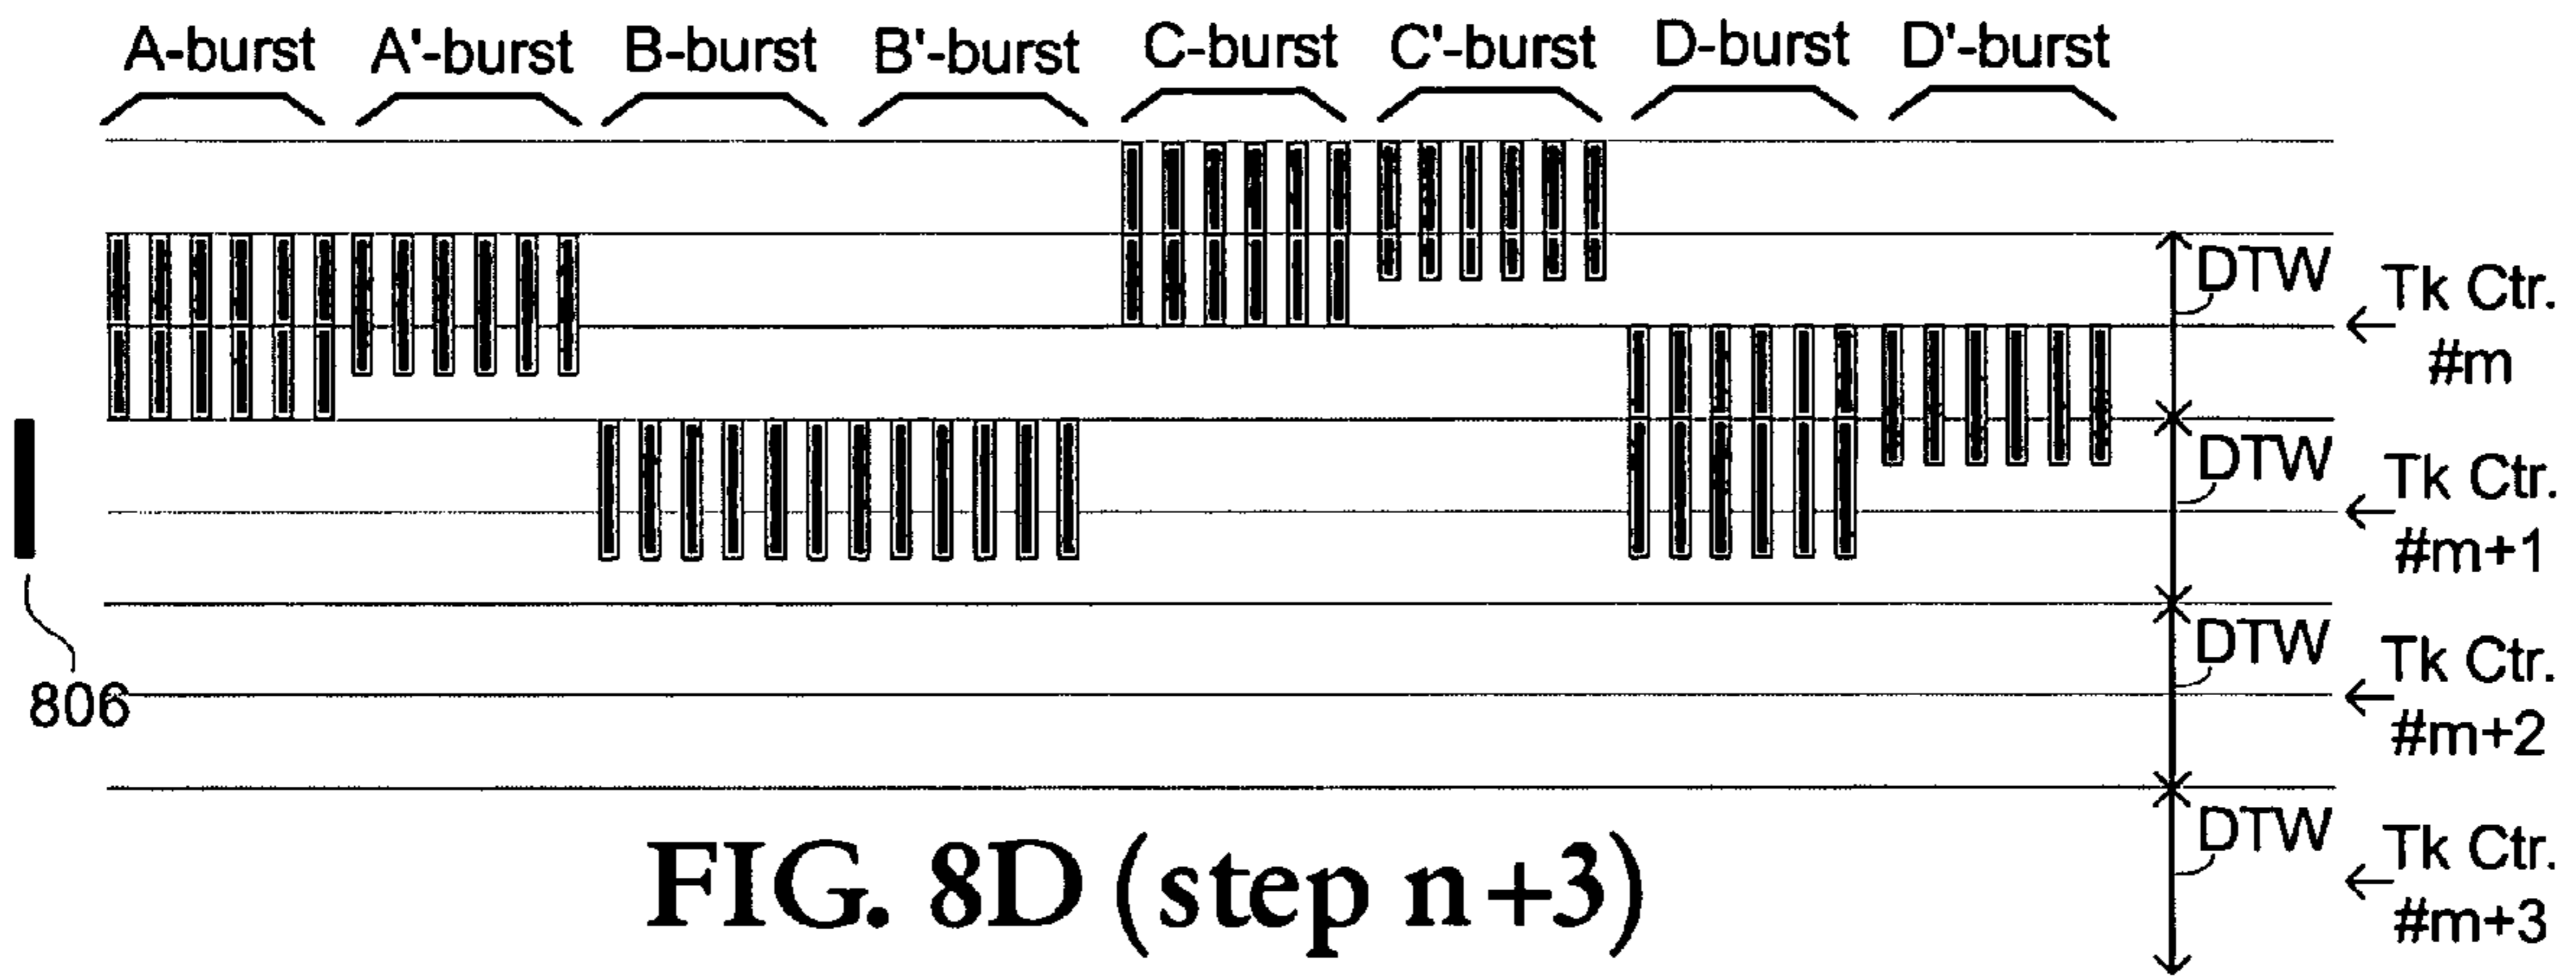 A-burst A'-burst B-burst B'-burst C-burst C'-burst D-burst D'-burst
DTW
Tk Ctr.
#m
DTW
Tk Ctr.
#m+1
DTW
Tk Ctr.
#m+2
806
DTW
Tk Ctr.
#m+3
FIG. 8D (step n+3)